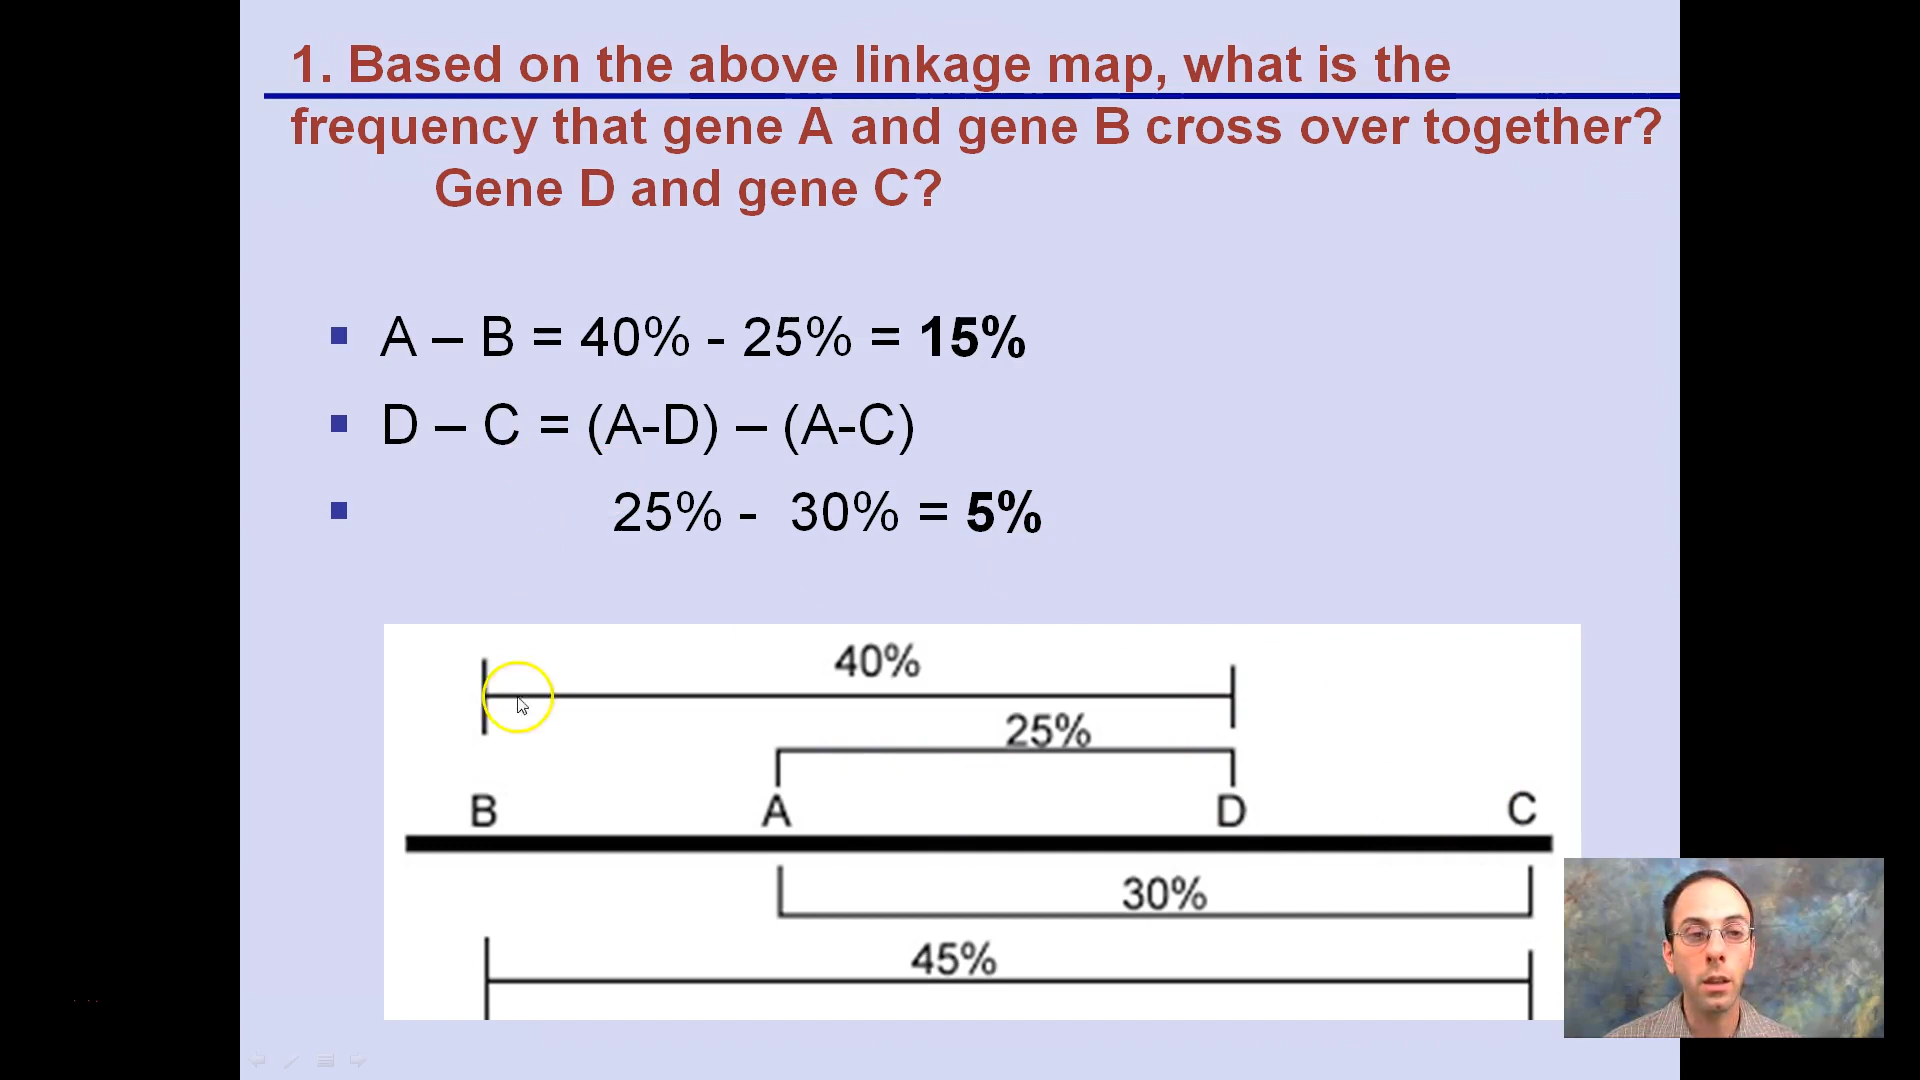 1. Based on the above linkage map, what is the
frequency that gene A and gene B cross over together?
Gene D and gene C?
A – B = 40% - 25% = 15%
D – C = (A-D) – (A-C)
25% - 30% = 5%
40%
25%
B A D C
30%
45%